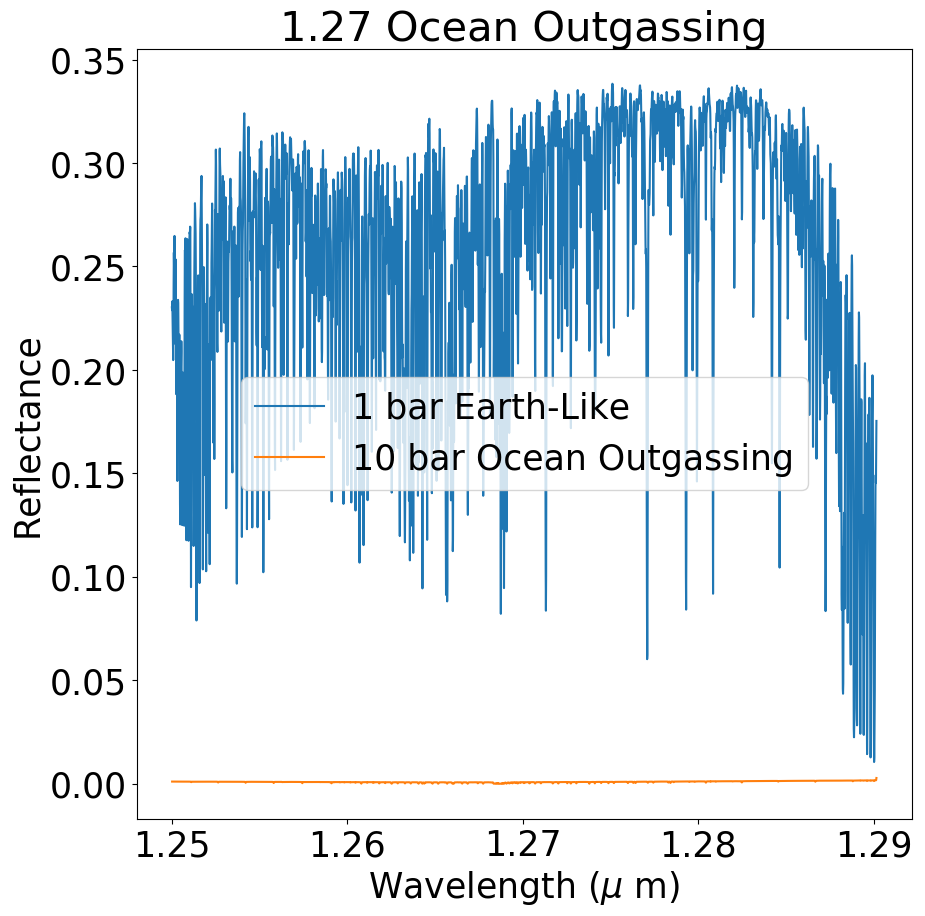 1.27 Ocean Outgassing
0.35
0.30
0.25
0.20
0.15
0.10
0.05
0.00
Reflectance
1 bar Earth-Like
10 bar Ocean Outgassing
1.25 1.26 1.27 1.28 1.29
Wavelength (μ m)